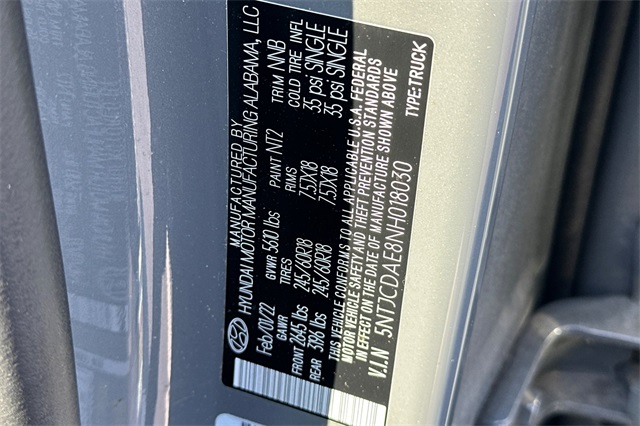 MANUFACTURED BY
HYUNDAI MOTOR MANUFACTURING ALABAMA, LLC
Feb/01/22 GVWR 5610 lbs PAINT NT2 TRIM NNB
GAWR TIRES RIMS COLD TIRE INFL
FRONT 2645 lbs 245/60R18 7.5JX18 35 psi SINGLE
REAR 3196 lbs 245/60R18 7.5JX18 35 psi SINGLE
THIS VEHICLE CONFORMS TO ALL APPLICABLE U.S.A. FEDERAL
MOTOR VEHICLE SAFETY AND THEFT PREVENTION STANDARDS
IN EFFECT ON THE DATE OF MANUFACTURE SHOWN ABOVE
V.I.N 5NTJCDAE8NH018030 TYPE:TRUCK